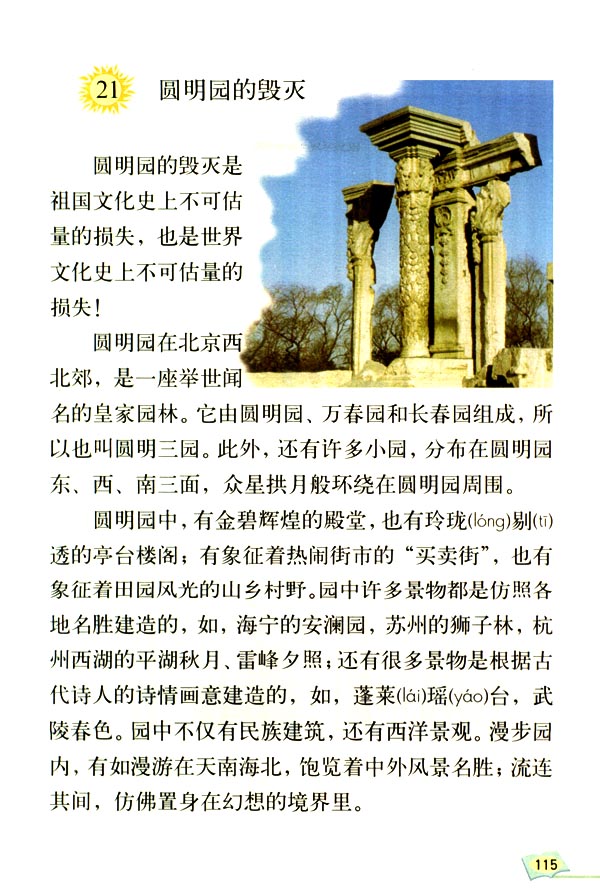 21 圆明园的毁灭
圆明园的毁灭是
祖国文化史上不可估
量的损失，也是世界
文化史上不可估量的
损失！
圆明园在北京西
北郊，是一座举世闻
名的皇家园林。它由圆明园、万春园和长春园组成，所
以也叫圆明三园。此外，还有许多小园，分布在圆明园
东、西、南三面，众星拱月般环绕在圆明园周围。
圆明园中，有金碧辉煌的殿堂，也有玲珑(lóng)剔(tī)
透的亭台楼阁；有象征着热闹街市的“买卖街”，也有
象征着田园风光的山乡村野。园中许多景物都是仿照各
地名胜建造的，如，海宁的安澜园，苏州的狮子林，杭
州西湖的平湖秋月、雷峰夕照；还有很多景物是根据古
代诗人的诗情画意建造的，如，蓬莱(lái)瑶(yáo)台，武
陵春色。园中不仅有民族建筑，还有西洋景观。漫步园
内，有如漫游在天南海北，饱览着中外风景名胜；流连
其间，仿佛置身在幻想的境界里。
115